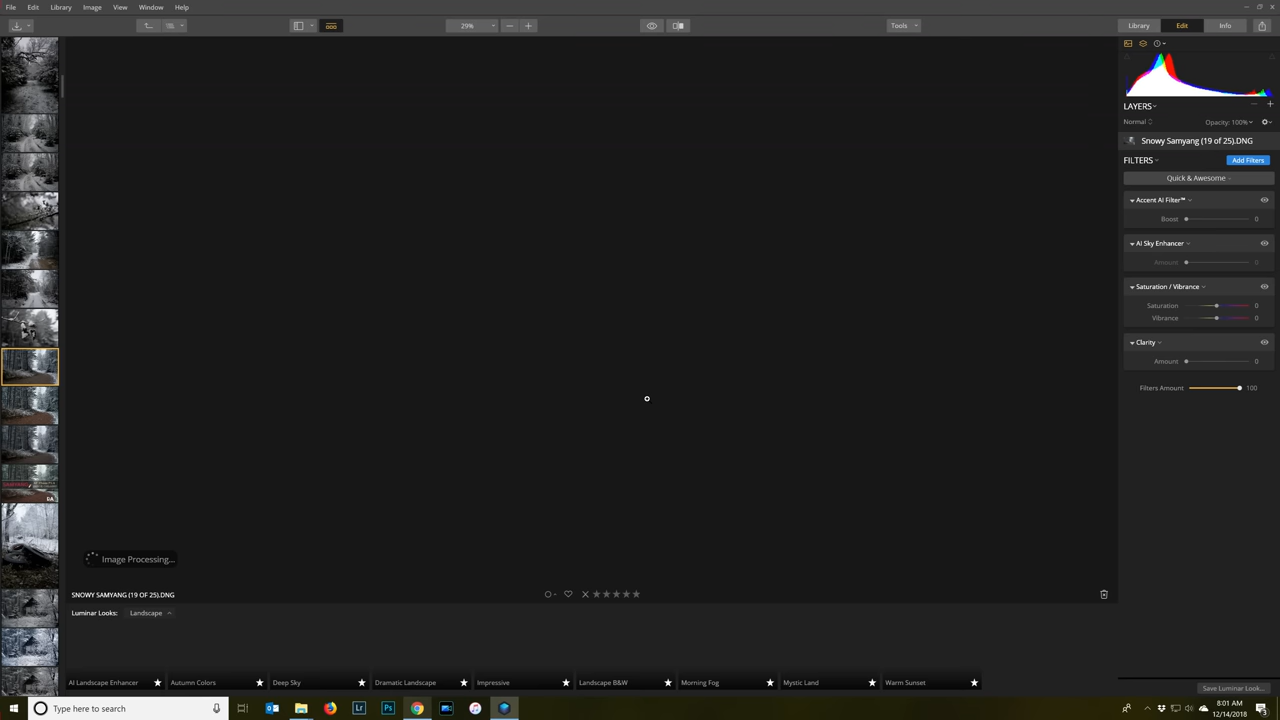 File Edit Library Image View Window Help
29% Tools Library Edit Info
LAYERS
Normal Opacity: 100%
Snowy Samyang (19 of 25).DNG
FILTERS Add Filters
Quick & Awesome
Accent AI Filter™
Boost 0
AI Sky Enhancer
Amount 0
Saturation / Vibrance
Saturation 0
Vibrance 0
Clarity
Amount 0
Filters Amount 100
Image Processing...
SNOWY SAMYANG (19 OF 25).DNG
Luminar Looks: Landscape
AI Landscape Enhancer Autumn Colors Deep Sky Dramatic Landscape Impressive Landscape B&W Morning Fog Mystic Land Warm Sunset
Save Luminar Look...
Type here to search
8:01 AM
12/14/2018